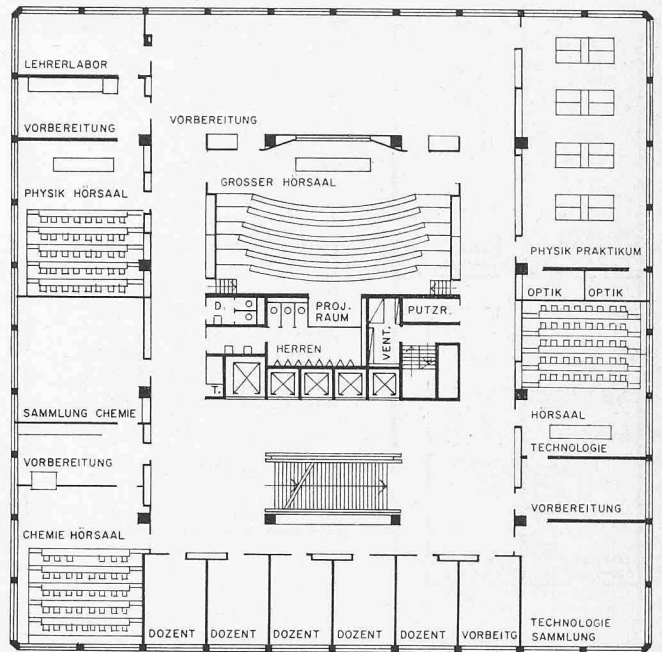 LEHRERLABOR
VORBEREITUNG
VORBEREITUNG
PHYSIK HÖRSAAL
GROSSER HÖRSAAL
PHYSIK PRAKTIKUM
OPTIK OPTIK
D.
PROJ.
RAUM
VENT.
PUTZR.
HERREN
T.
SAMMLUNG CHEMIE
HÖRSAAL
TECHNOLOGIE
VORBEREITUNG
VORBEREITUNG
CHEMIE HÖRSAAL
DOZENT DOZENT DOZENT DOZENT DOZENT VORBEITG
TECHNOLOGIE
SAMMLUNG